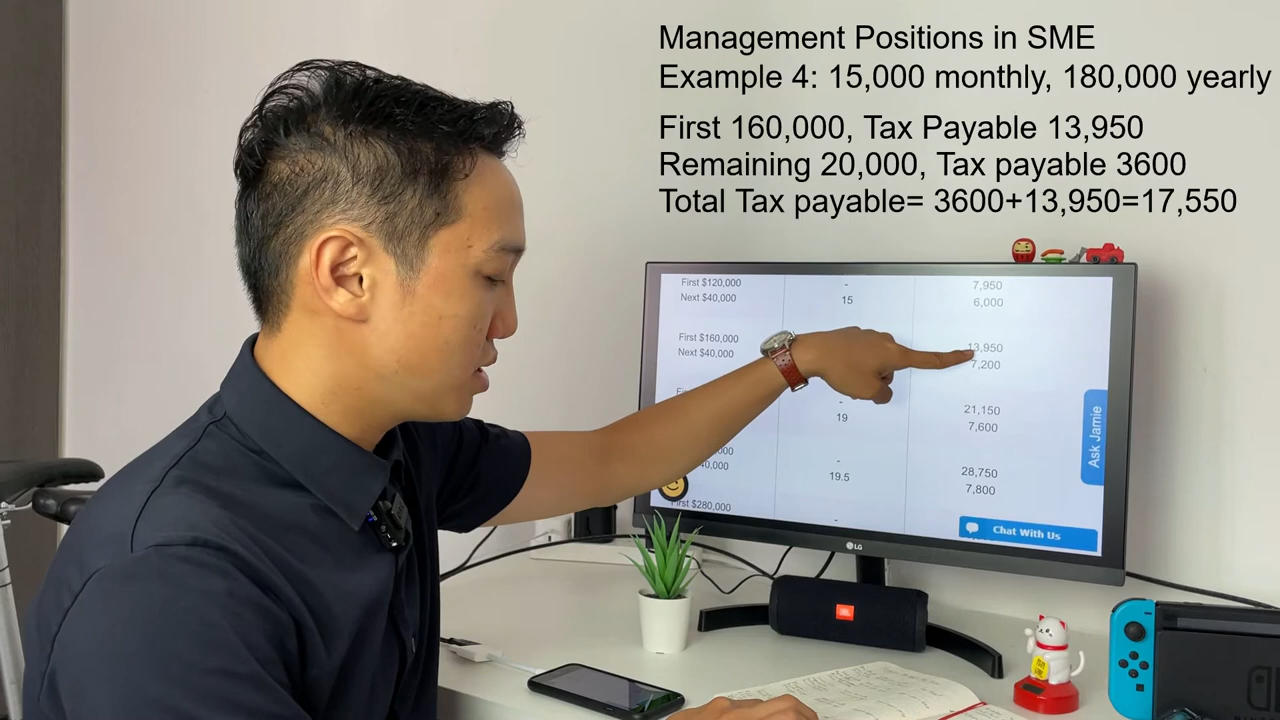 Management Positions in SME
Example 4: 15,000 monthly, 180,000 yearly
First 160,000, Tax Payable 13,950
Remaining 20,000, Tax payable 3600
Total Tax payable= 3600+13,950=17,550
First $120,000 - 7,950
Next $40,000 15 6,000
First $160,000 13,950
Next $40,000 7,200
- 21,150
19 7,600
- 28,750
19.5 7,800
First $280,000 -
Ask Jamie
Chat With Us
LG
JBL